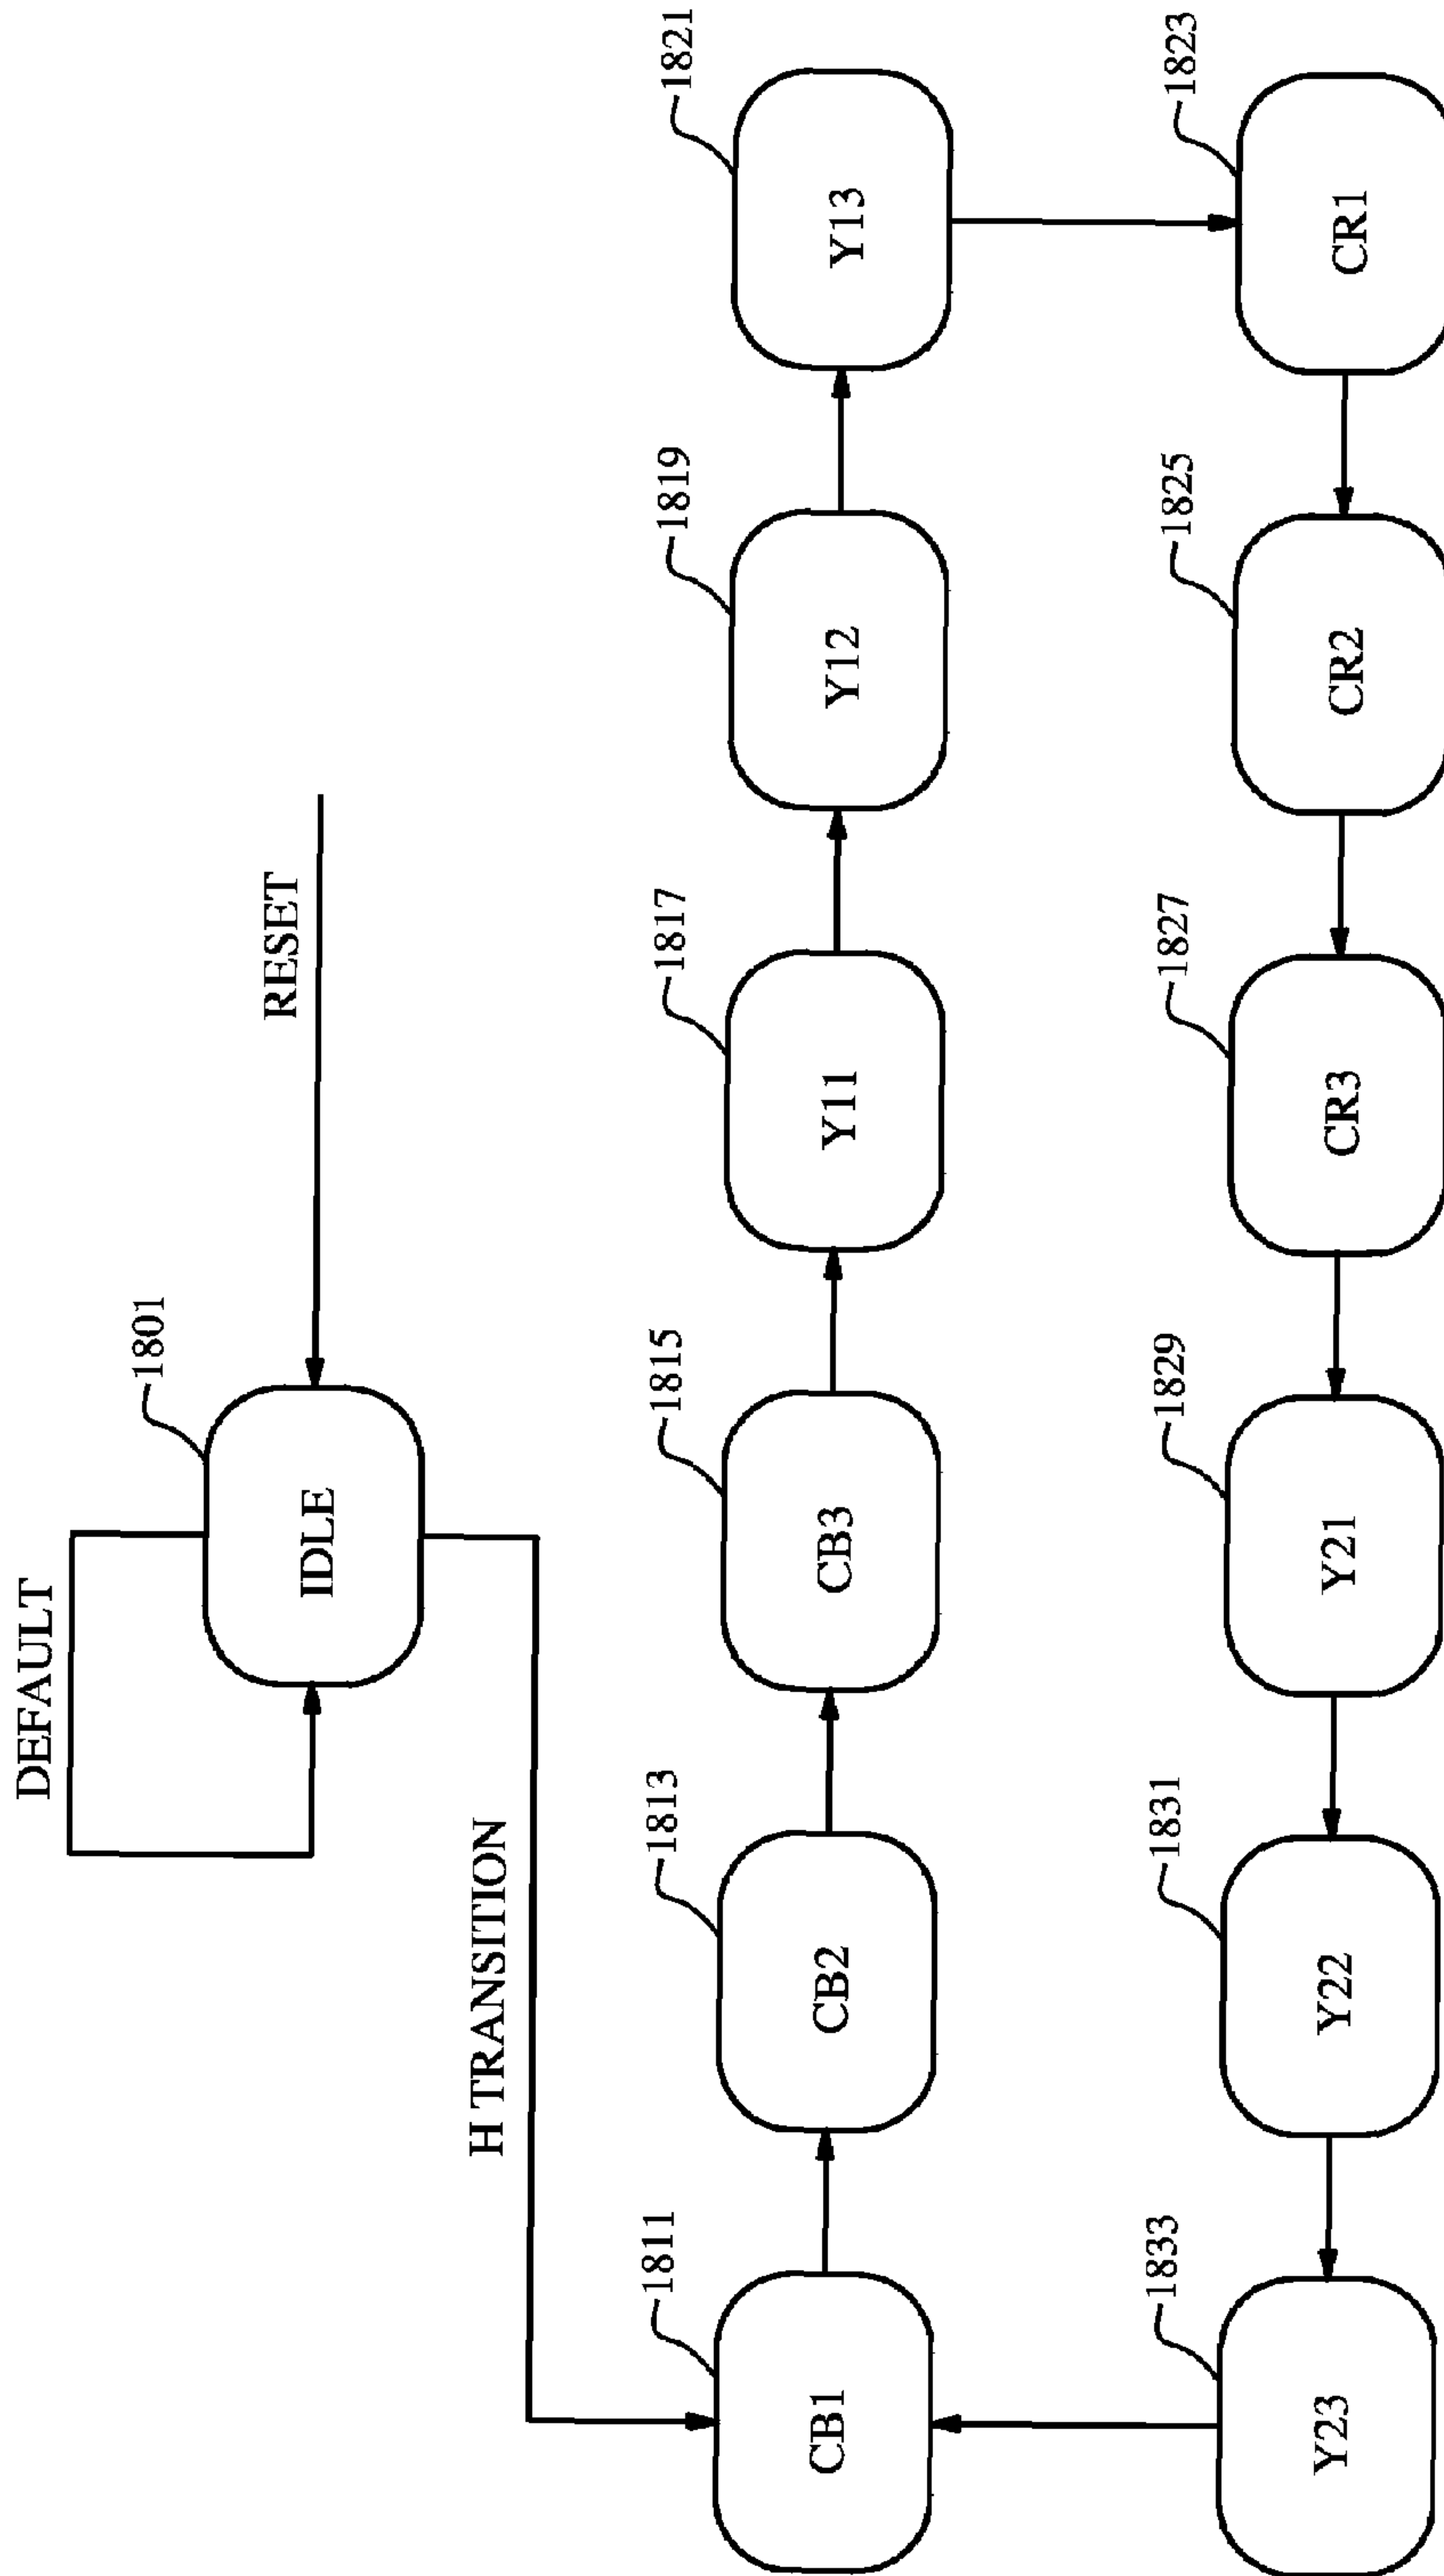 DEFAULT
1801
IDLE
RESET
H TRANSITION
1811
CB1
1813
CB2
1815
CB3
1817
Y11
1819
Y12
1821
Y13
1823
CR1
1825
CR2
1827
CR3
1829
Y21
1831
Y22
1833
Y23